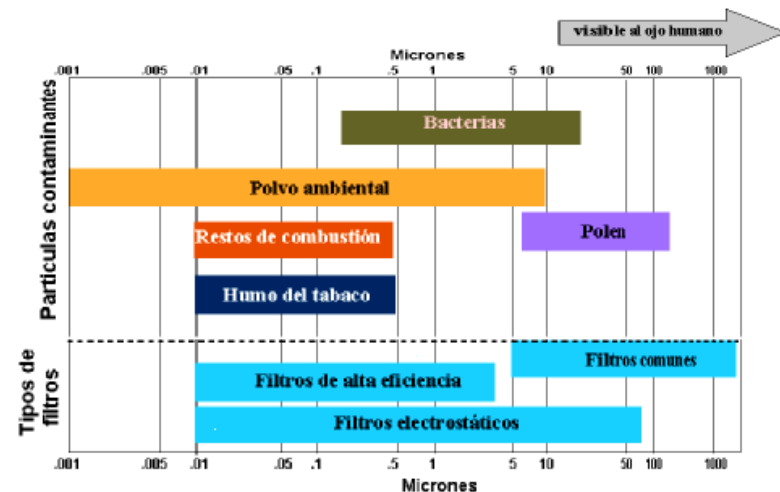 visible al ojo humano
Micrones
.001 .005 .01 .05 .1 .5 1 5 10 50 100 1000
Particulas contaminantes
Bacterias
Polvo ambiental
Restos de combustión
Polen
Humo del tabaco
Tipos de
filtros
Filtros comunes
Filtros de alta eficiencia
Filtros electrostáticos
.001 .005 .01 .05 .1 .5 1 5 10 50 100 1000
Micrones